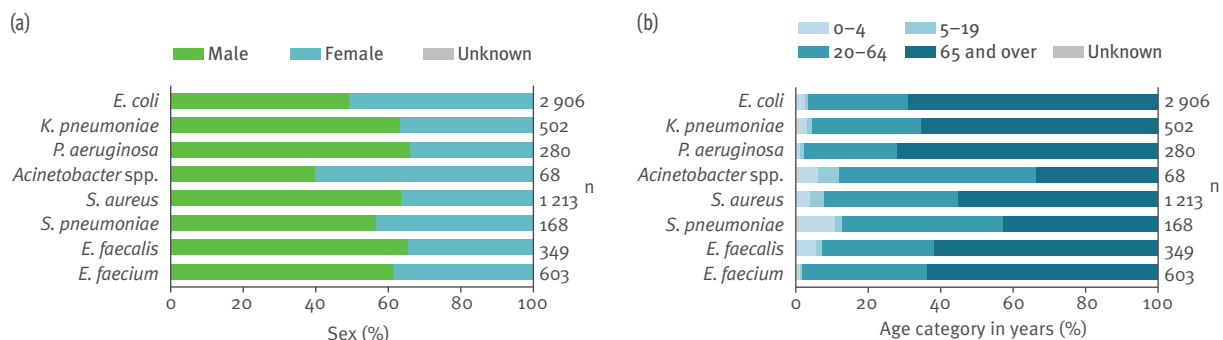 (a)
Male Female Unknown
E. coli 2 906
K. pneumoniae 502
P. aeruginosa 280
Acinetobacter spp. 68
n
S. aureus 1 213
S. pneumoniae 168
E. faecalis 349
E. faecium 603
0 20 40 60 80 100
Sex (%)
(b)
0–4 5–19
20–64 65 and over Unknown
E. coli 2 906
K. pneumoniae 502
P. aeruginosa 280
Acinetobacter spp. 68
n
S. aureus 1 213
S. pneumoniae 168
E. faecalis 349
E. faecium 603
0 20 40 60 80 100
Age category in years (%)